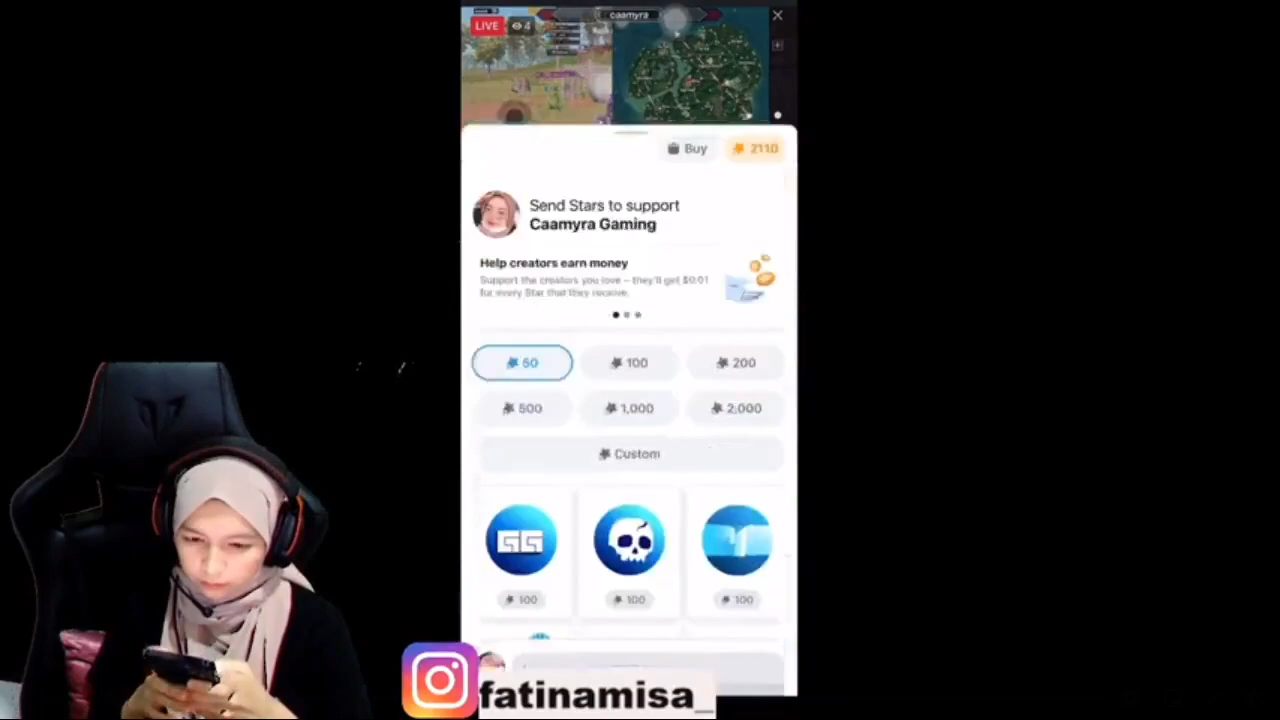 caamyra
LIVE
4
Buy
2110
Send Stars to support
Caamyra Gaming
Help creators earn money
Support the creators you love – they'll get $0.01
for every Star that they receive.
50
100
200
500
1,000
2,000
Custom
GG
100
100
100
fatinamisa_